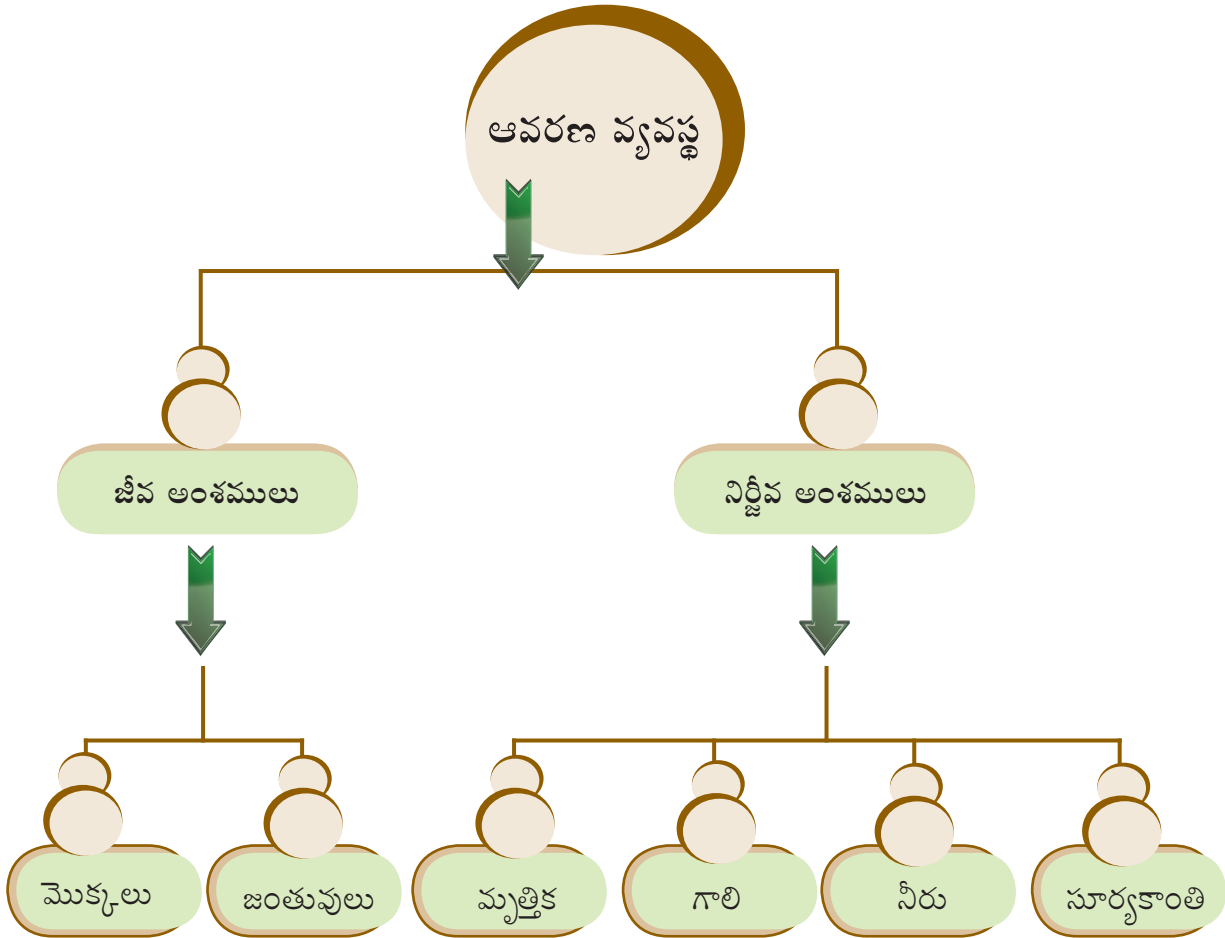 ఆవరణ వ్యవస్థ
జీవ అంశములు
నిర్జీవ అంశములు
మొక్కలు
జంతువులు
మృత్తిక
గాలి
నీరు
సూర్యకాంతి